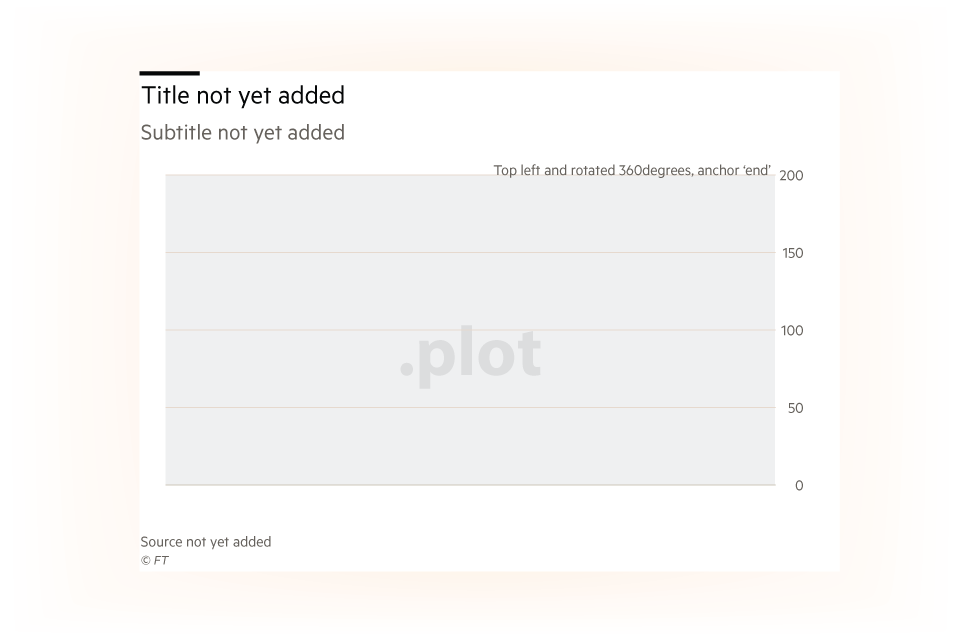 Title not yet added
Subtitle not yet added
Top left and rotated 360degrees, anchor ‘end’
200
150
100
.plot
50
0
Source not yet added
© FT